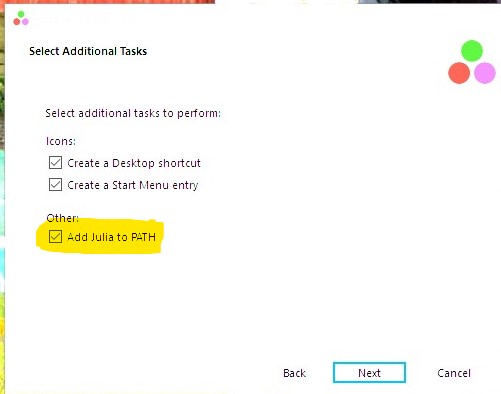 Select Additional Tasks
Select additional tasks to perform:
Icons:
Create a Desktop shortcut
Create a Start Menu entry
Other:
Add Julia to PATH
Back Next Cancel